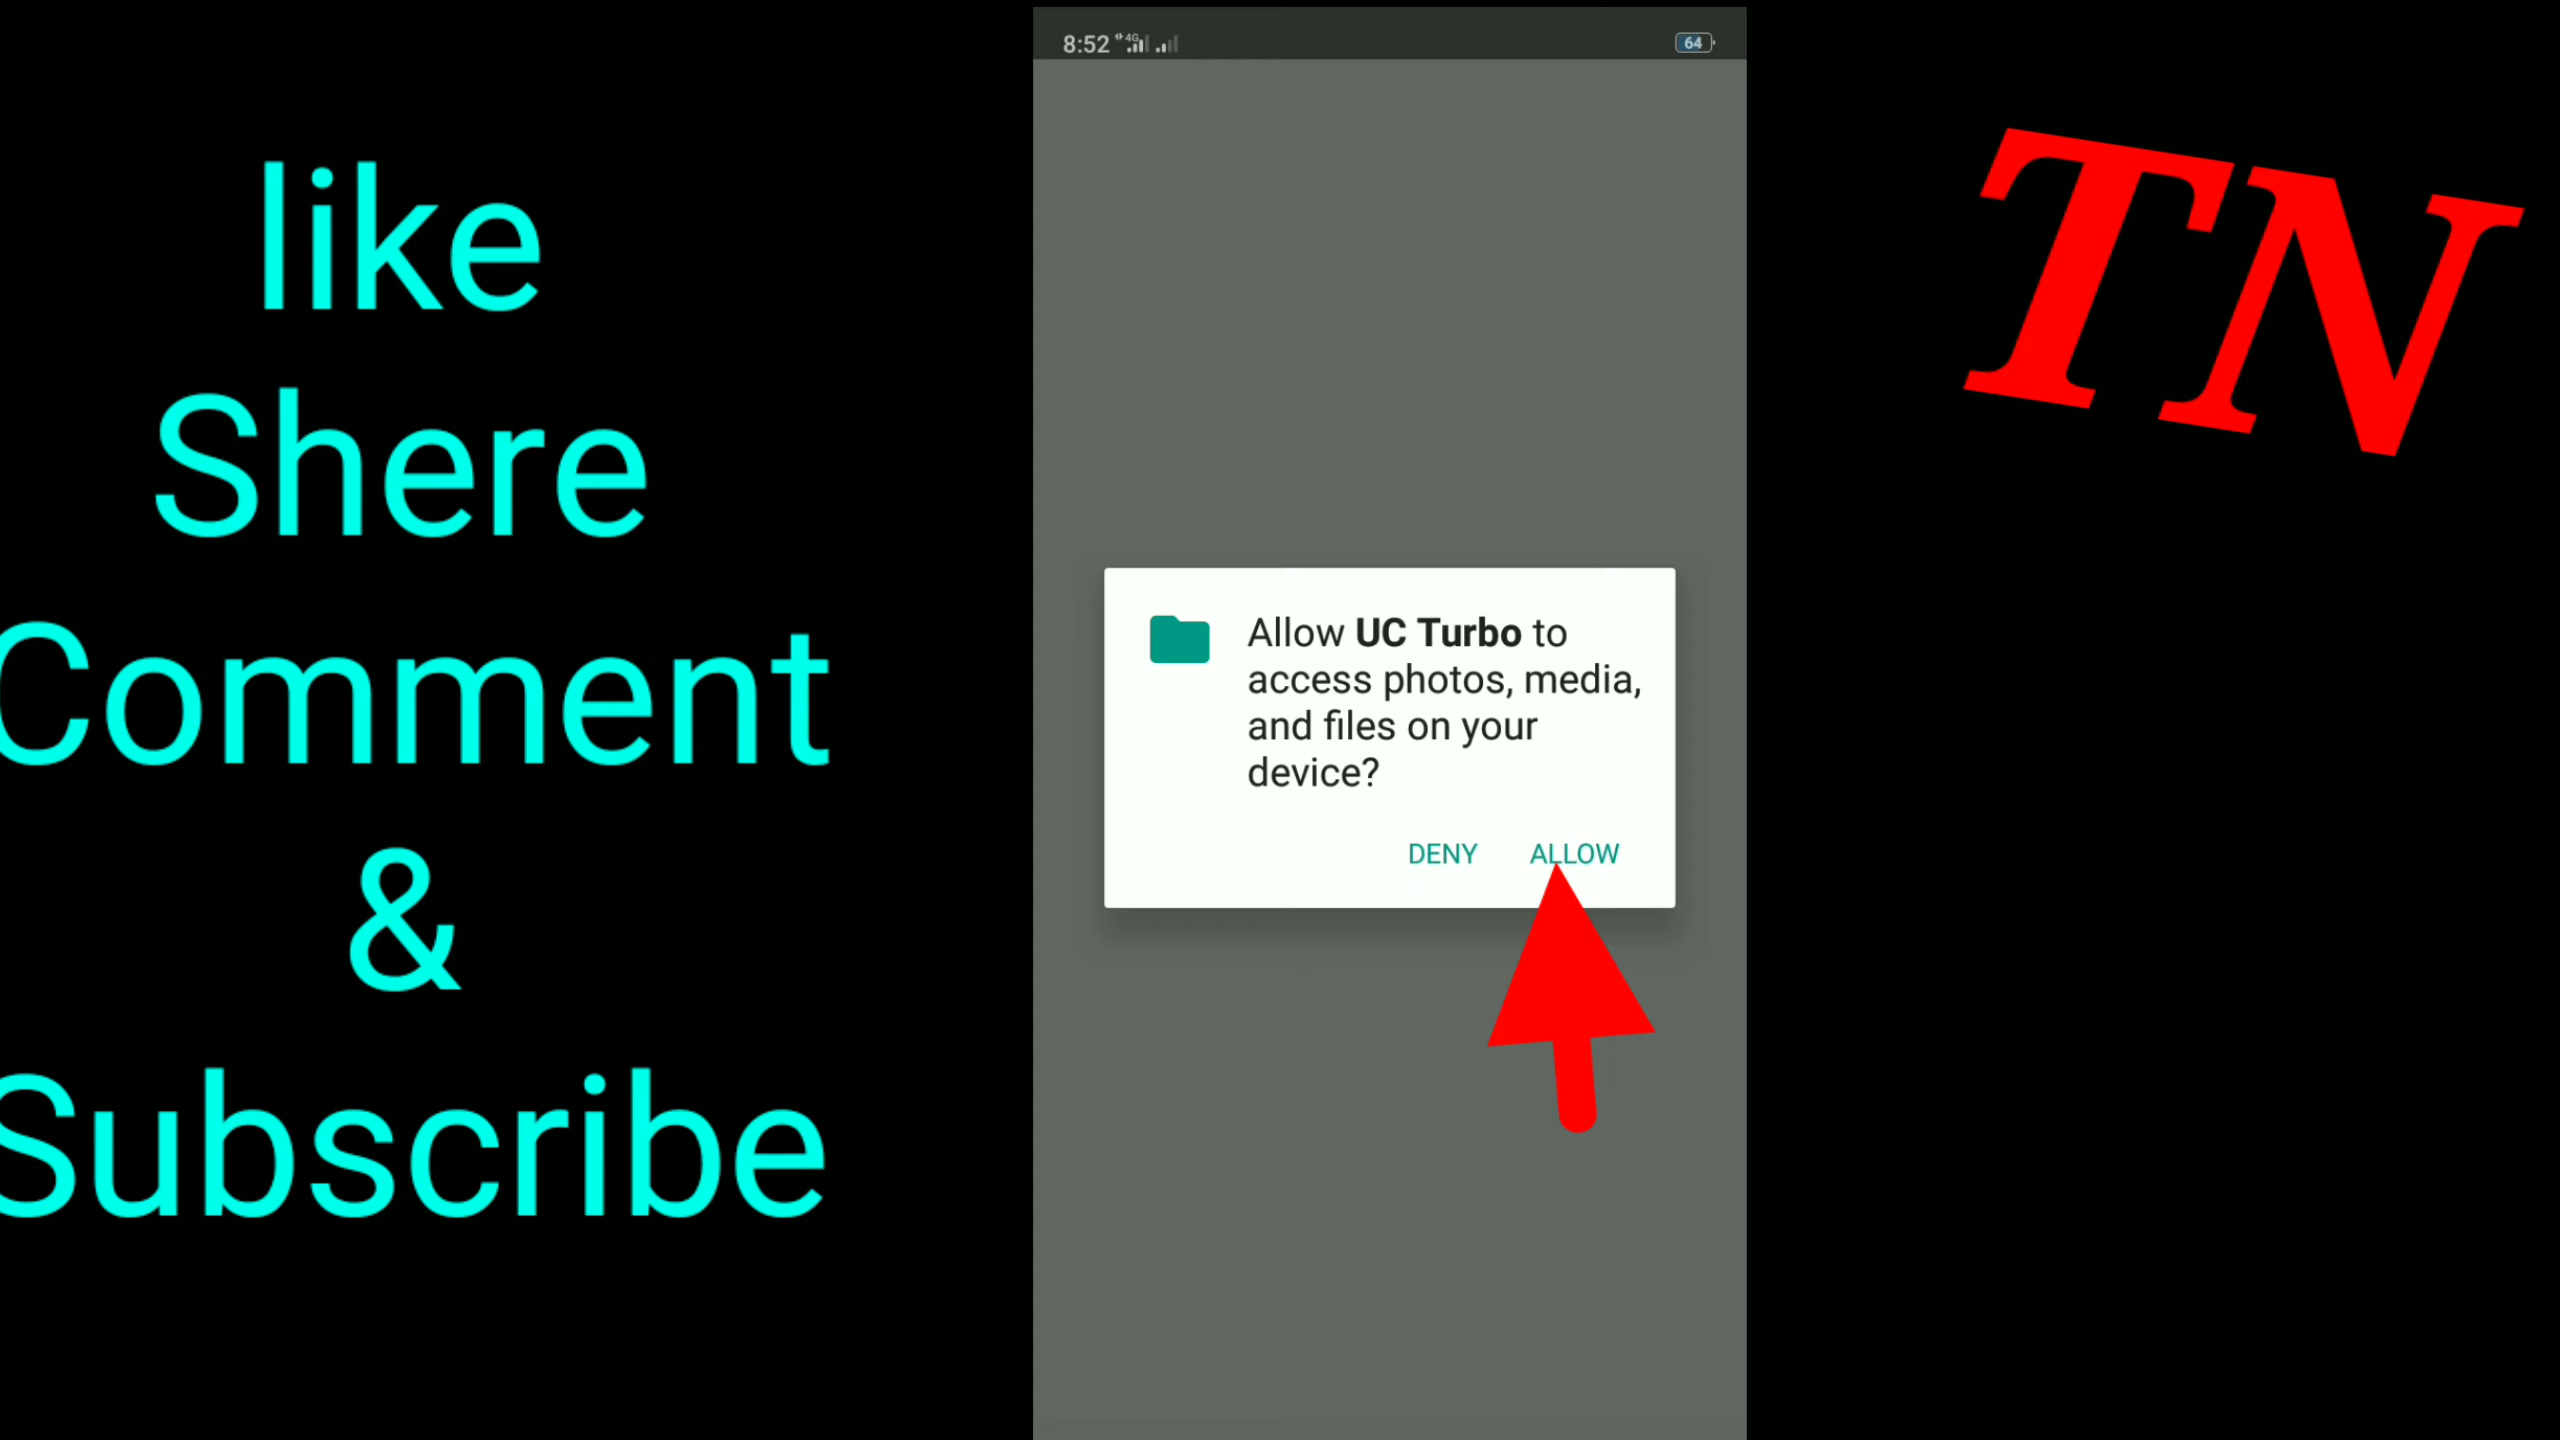 like
Shere
Comment
&
Subscribe
8:52 4G
64
Allow UC Turbo to
access photos, media,
and files on your
device?
DENY ALLOW
TN